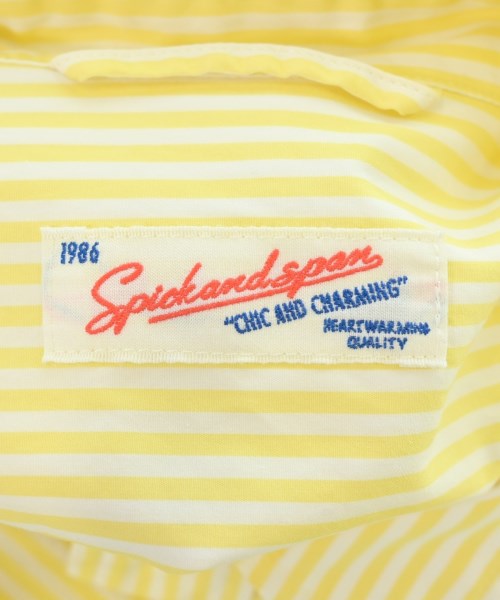 1986
Spickandspan
"CHIC AND CHARMING"
HEARTWARMING
QUALITY